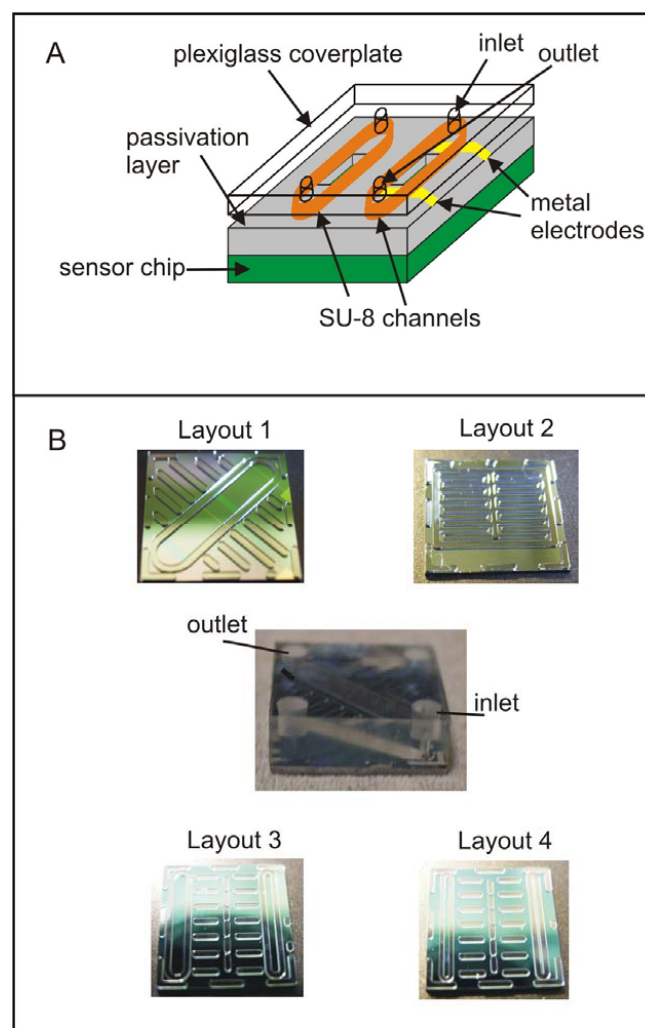 A
plexiglass coverplate
inlet
outlet
passivation
layer
metal
electrodes
sensor chip
SU-8 channels
B
Layout 1
Layout 2
outlet
inlet
Layout 3
Layout 4